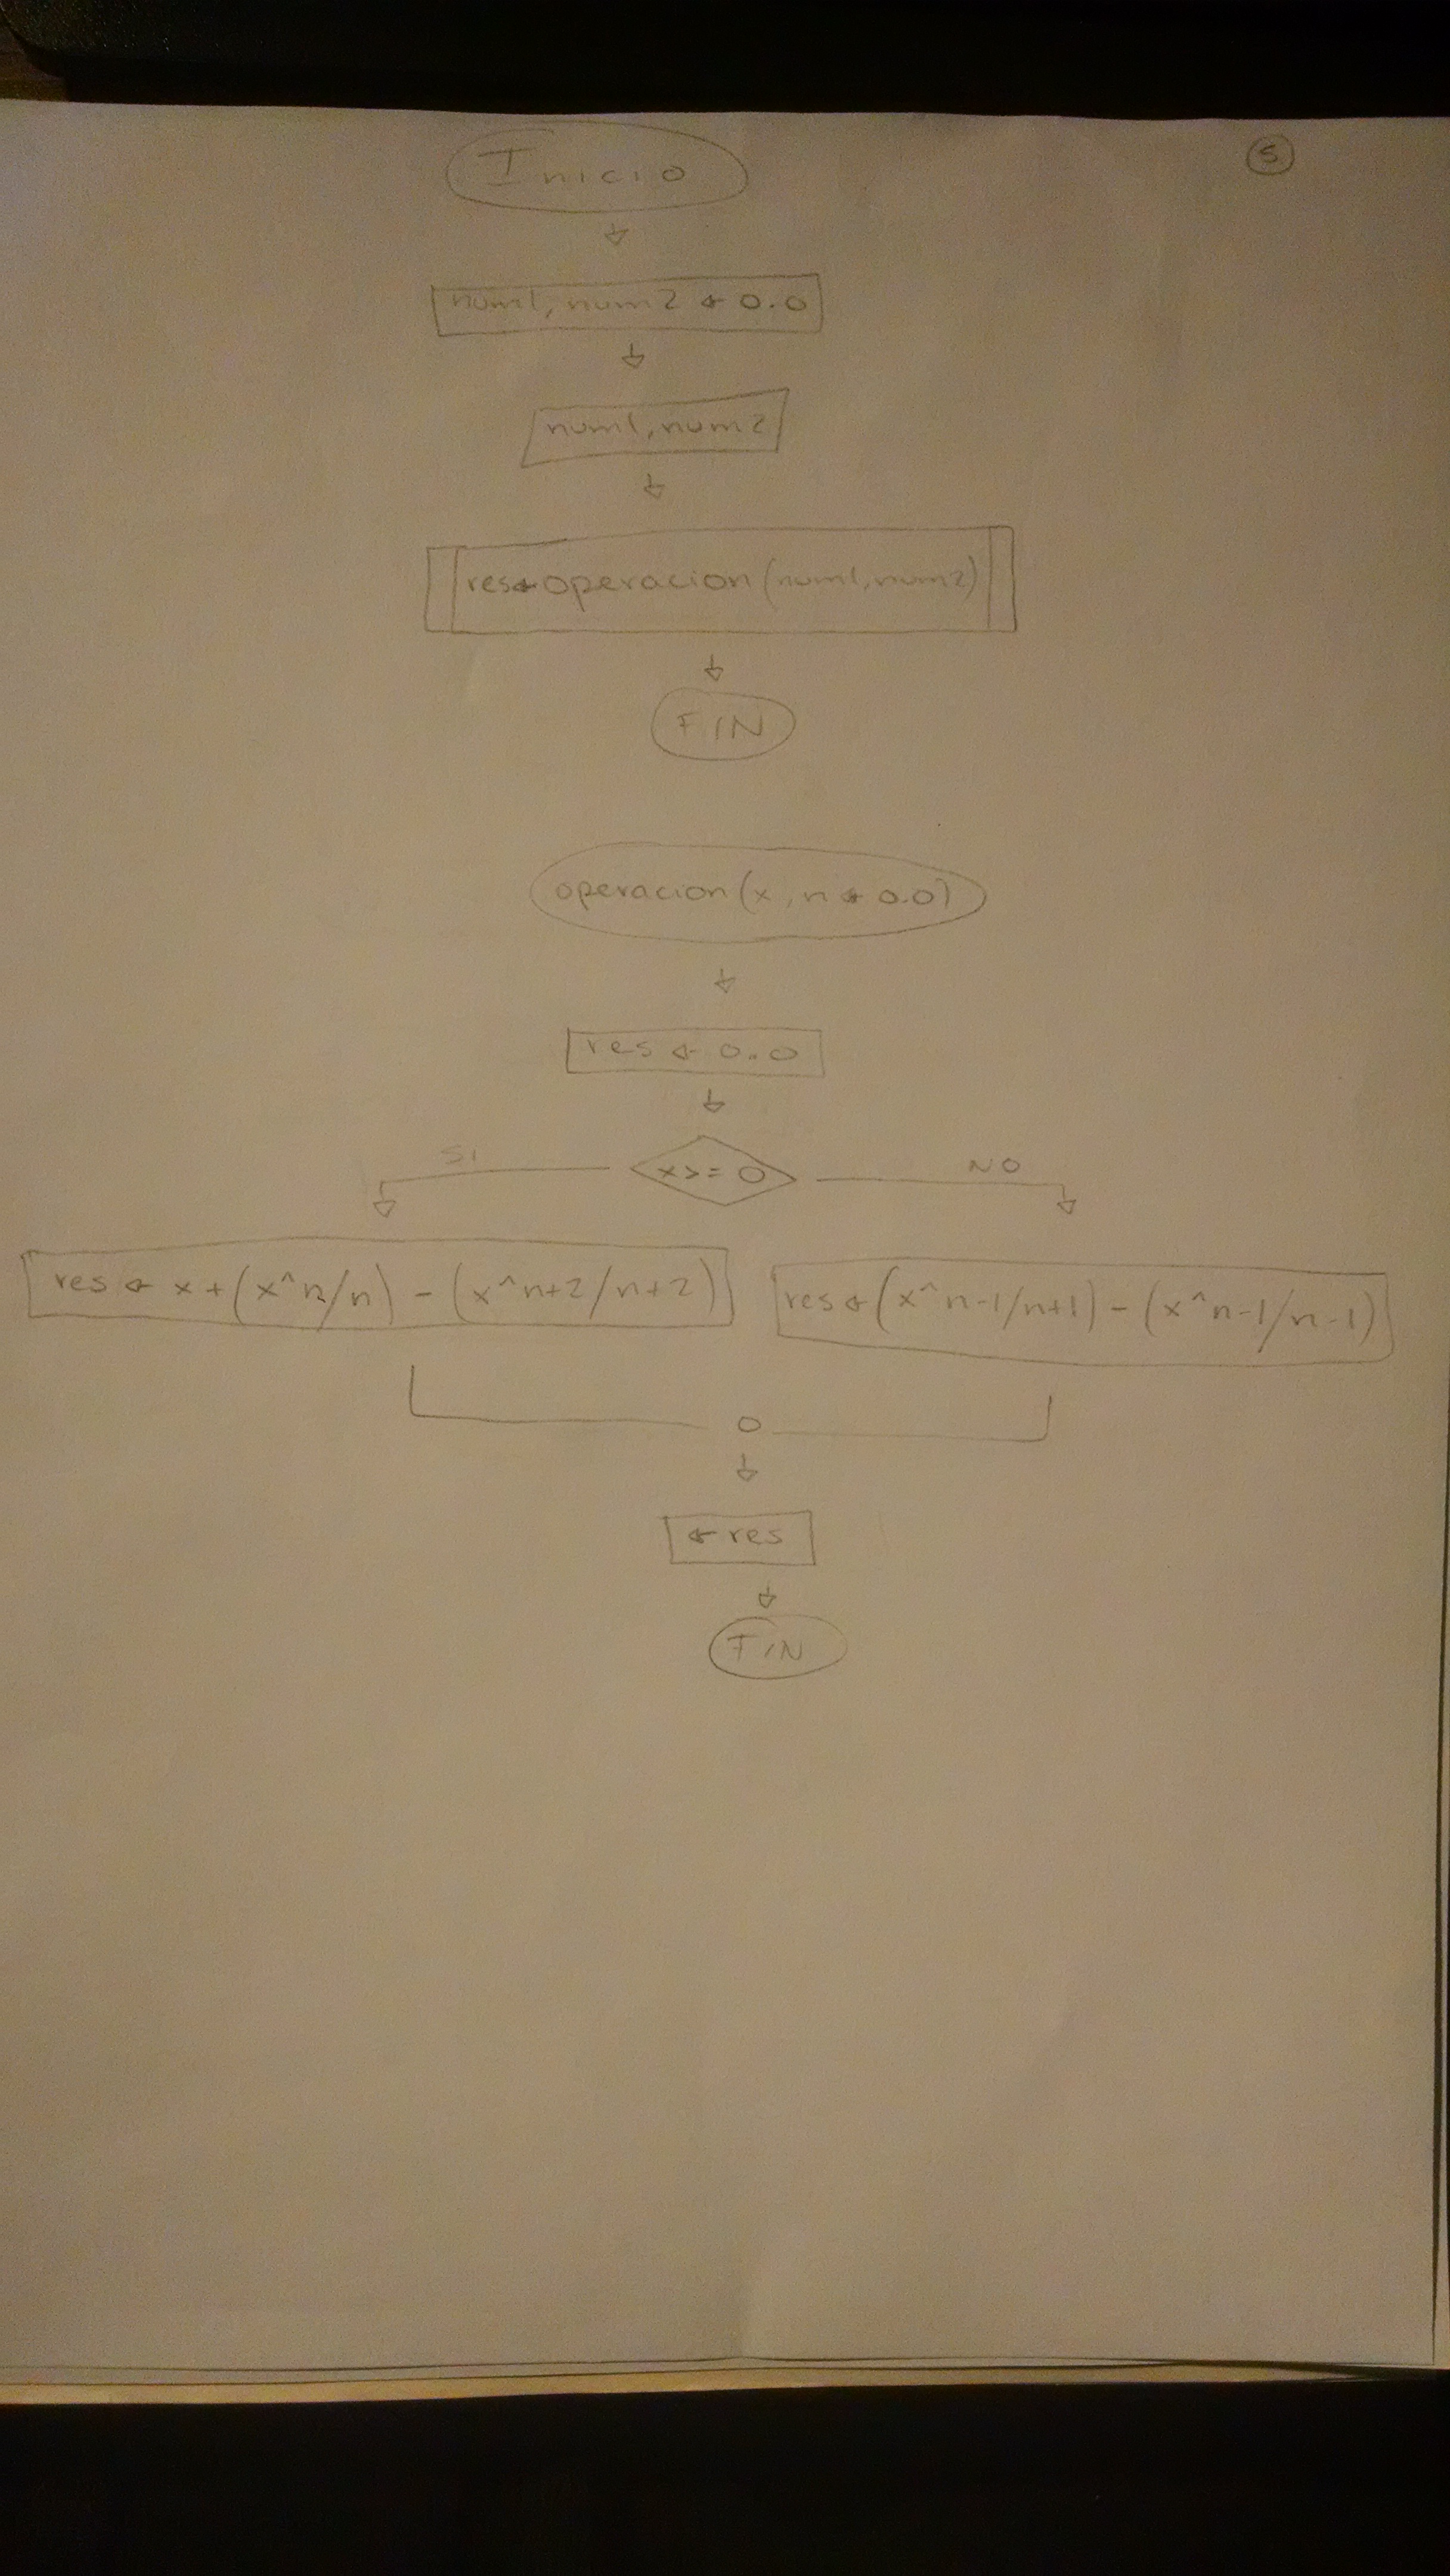 5
Inicio
num1, num2 ← 0.0
num1, num2
res←operacion(num1,num2)
FIN
operacion(x, n ← 0.0)
res ← 0.0
x>= 0
SI
NO
res ← x + (x^n/n) - (x^n+2/n+2)
res ← (x^n-1/n+1) - (x^n-1/n-1)
← res
FIN